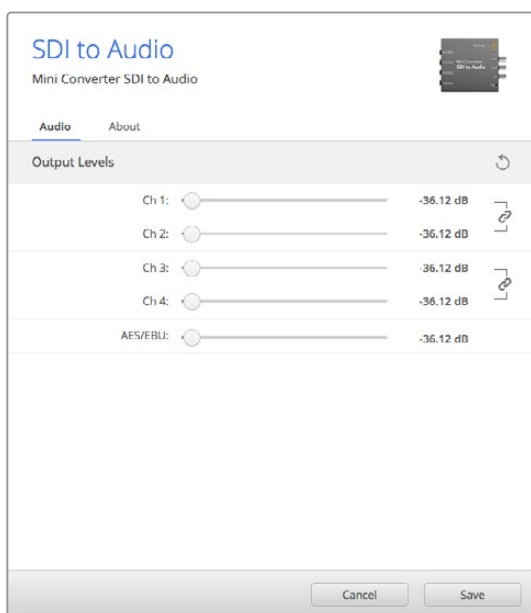 SDI to Audio
Mini Converter SDI to Audio
Audio About
Output Levels
Ch 1: -36.12 dB
Ch 2: -36.12 dB
Ch 3: -36.12 dB
Ch 4: -36.12 dB
AES/EBU: -36.12 dB
Cancel Save